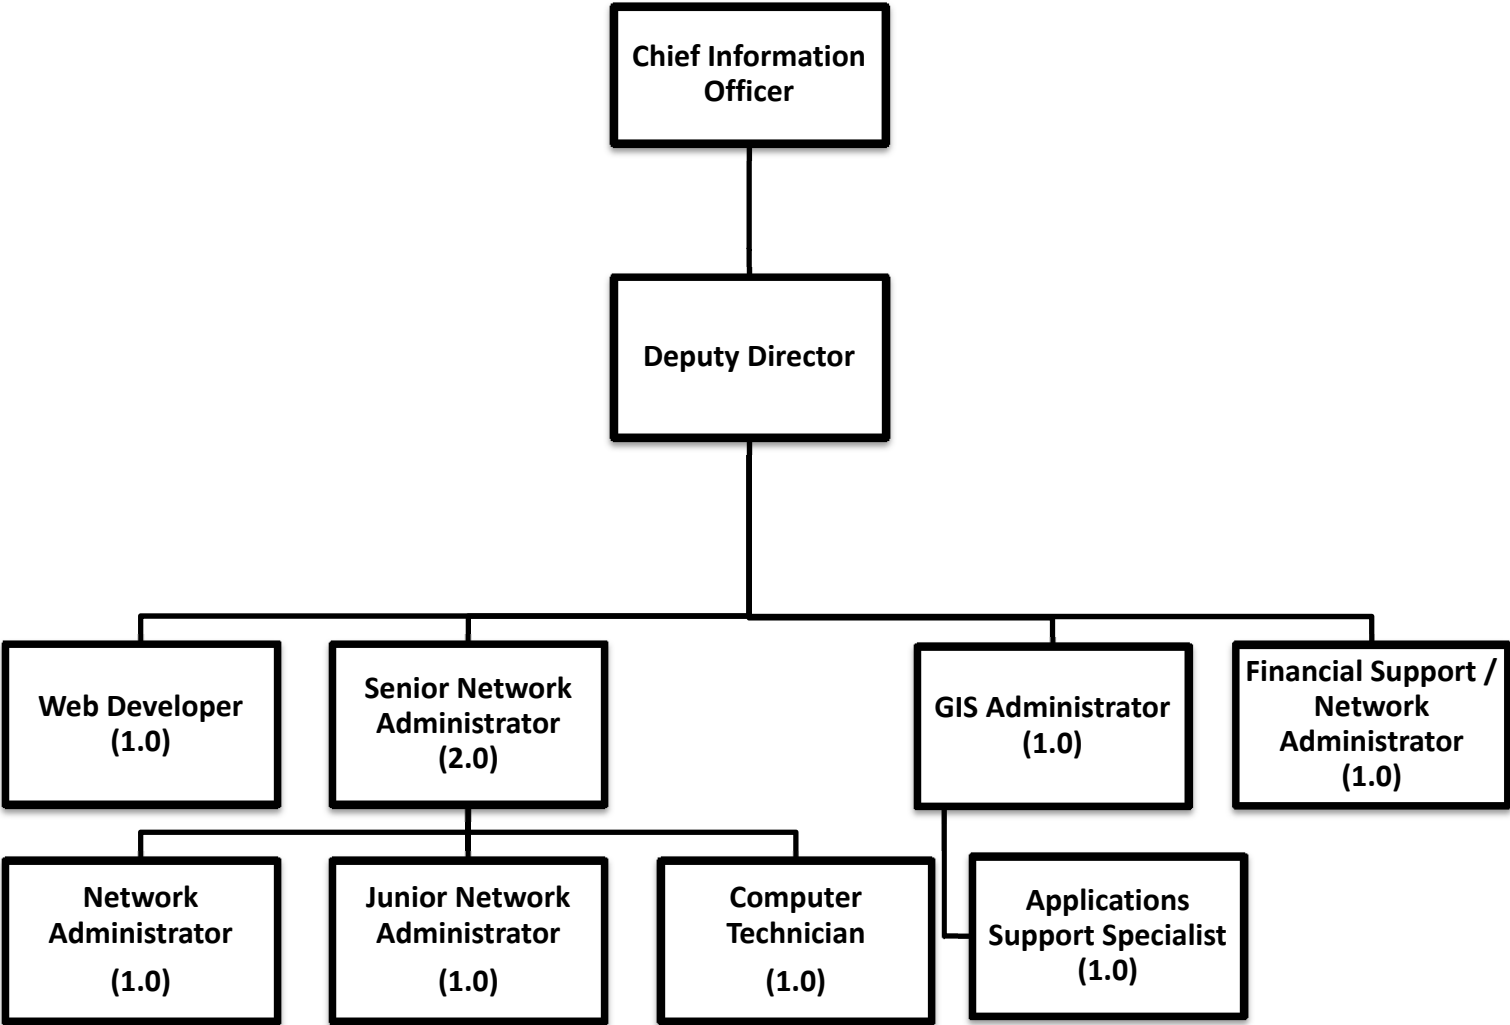 Chief Information
Officer
Deputy Director
Web Developer
(1.0)
Senior Network
Administrator
(2.0)
GIS Administrator
(1.0)
Financial Support /
Network
Administrator
(1.0)
Network
Administrator
(1.0)
Junior Network
Administrator
(1.0)
Computer
Technician
(1.0)
Applications
Support Specialist
(1.0)